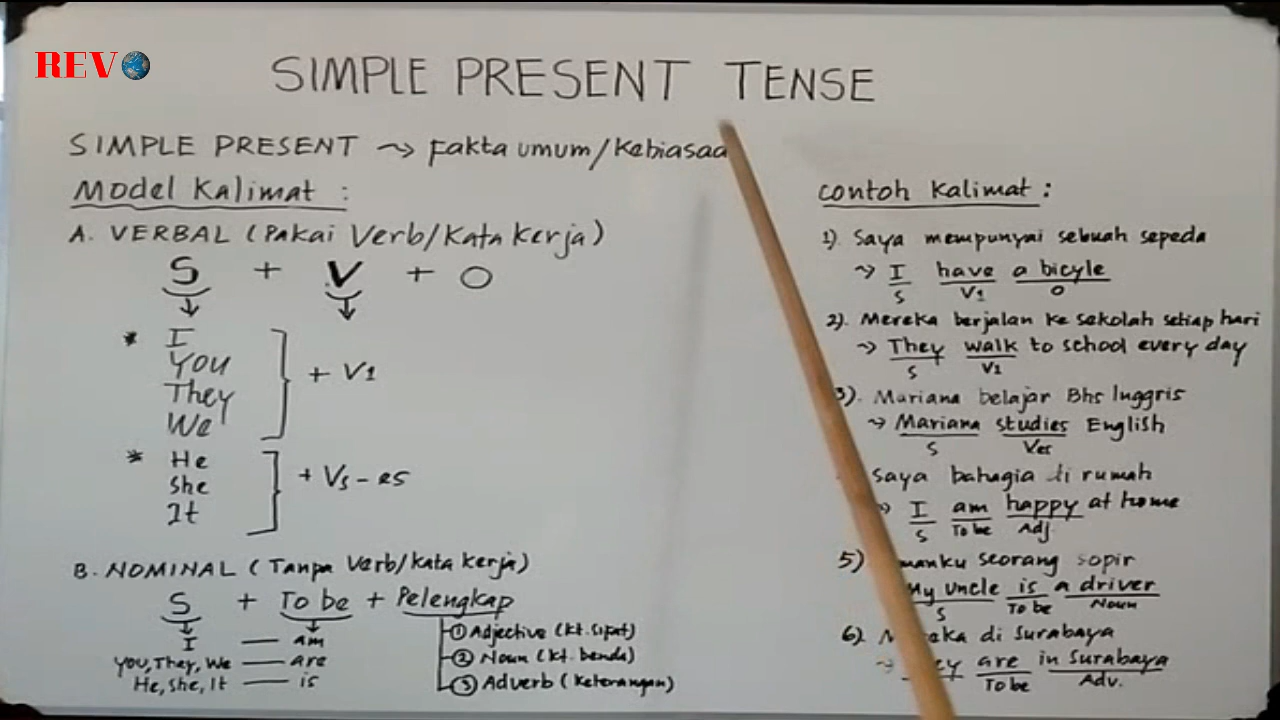 REVO
SIMPLE PRESENT TENSE
SIMPLE PRESENT ~> Fakta umum/Kebiasaa
Model Kalimat :
A. VERBAL (Pakai Verb/Kata Kerja)
S + V + O
* I
You
They
We
+ V1
* He
She
It
+ Vs - es
B. NOMINAL (Tanpa Verb/Kata Kerja)
S + To be + Pelengkap
I — am
You, They, We — are
He, She, It — is
① Adjective (Kt. Sifat)
② Noun (Kt. benda)
③ Adverb (Keterangan)
Contoh Kalimat :
1). Saya mempunyai sebuah sepeda
~> I have a bicyle
S V1 O
2). Mereka berjalan ke sekolah setiap hari
~> They walk to school every day
S V1
3). Mariana belajar Bhs Inggris
~> Mariana studies English
S Ves
Saya bahagia di rumah
I am happy at home
S To be Adj
5) manku seorang sopir
My uncle is a driver
S To be Noun
6) M eka di Surabaya
~> ey are in Surabaya
To be Adv.